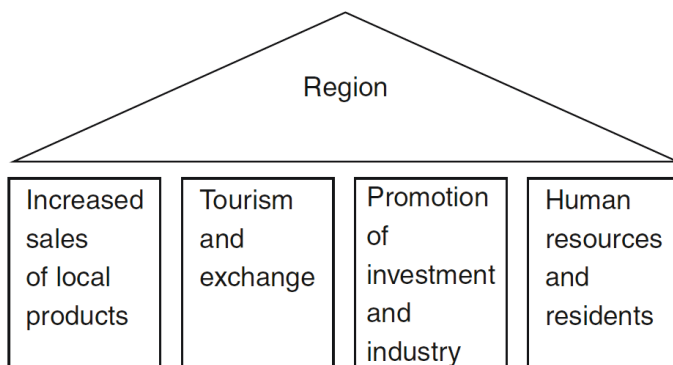 Region
Increased
sales
of local
products
Tourism
and
exchange
Promotion
of
investment
and
industry
Human
resources
and
residents